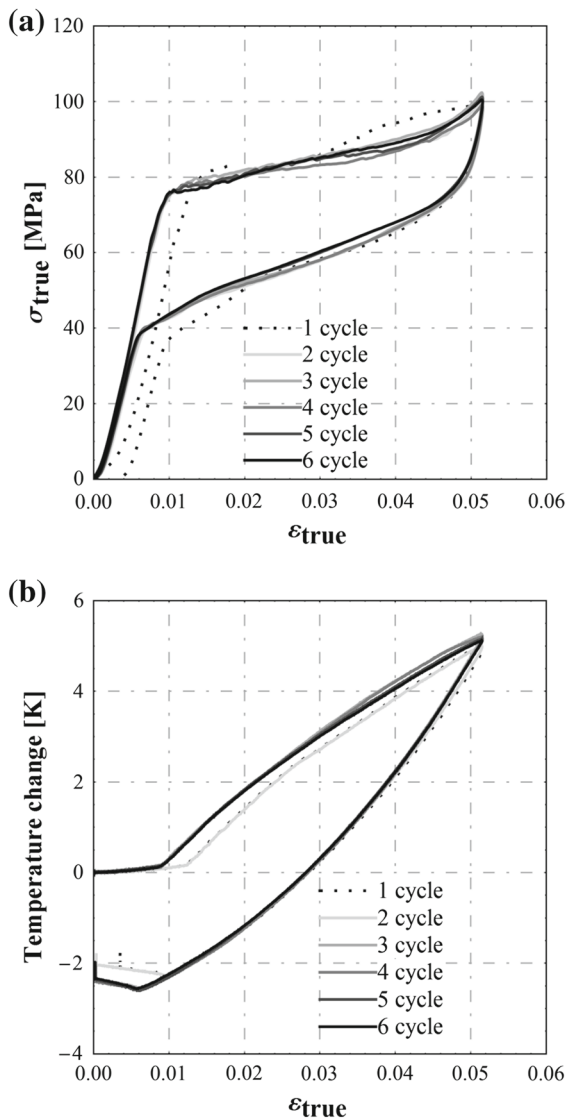 (a)
120
100
80
60
40
20
0
σtrue [MPa]
1 cycle
2 cycle
3 cycle
4 cycle
5 cycle
6 cycle
0.00 0.01 0.02 0.03 0.04 0.05 0.06
εtrue
(b)
6
4
2
0
−2
−4
Temperature change [K]
1 cycle
2 cycle
3 cycle
4 cycle
5 cycle
6 cycle
0.00 0.01 0.02 0.03 0.04 0.05 0.06
εtrue